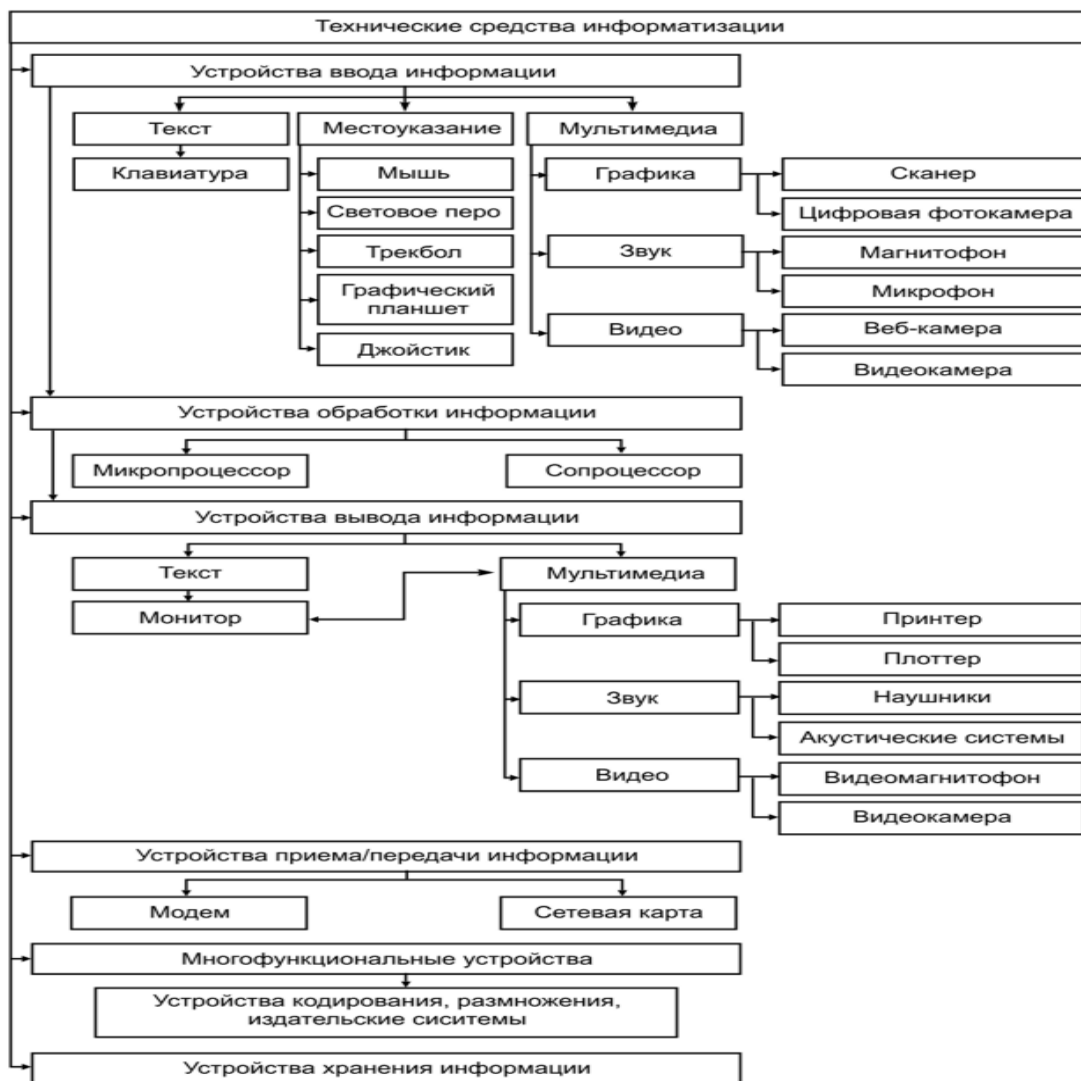 Технические средства информатизации
Устройства ввода информации
Текст
Местоуказание
Мультимедиа
Клавиатура
Мышь
Графика
Сканер
Световое перо
Цифровая фотокамера
Трекбол
Звук
Магнитофон
Графический
планшет
Микрофон
Видео
Веб-камера
Джойстик
Видеокамера
Устройства обработки информации
Микропроцессор
Сопроцессор
Устройства вывода информации
Текст
Мультимедиа
Монитор
Графика
Принтер
Плоттер
Звук
Наушники
Акустические системы
Видео
Видеомагнитофон
Видеокамера
Устройства приема/передачи информации
Модем
Сетевая карта
Многофункциональные устройства
Устройства кодирования, размножения,
издательские сиситемы
Устройства хранения информации